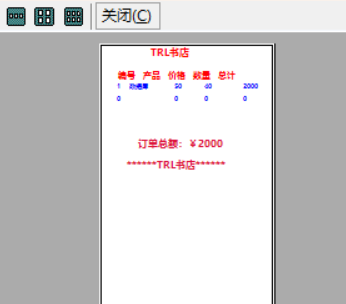 关闭(C)
TRL书店
编号 产品 价格 数量 总计
1 50 40 2000
0 0 0 0
订单总额：￥2000
******TRL书店******